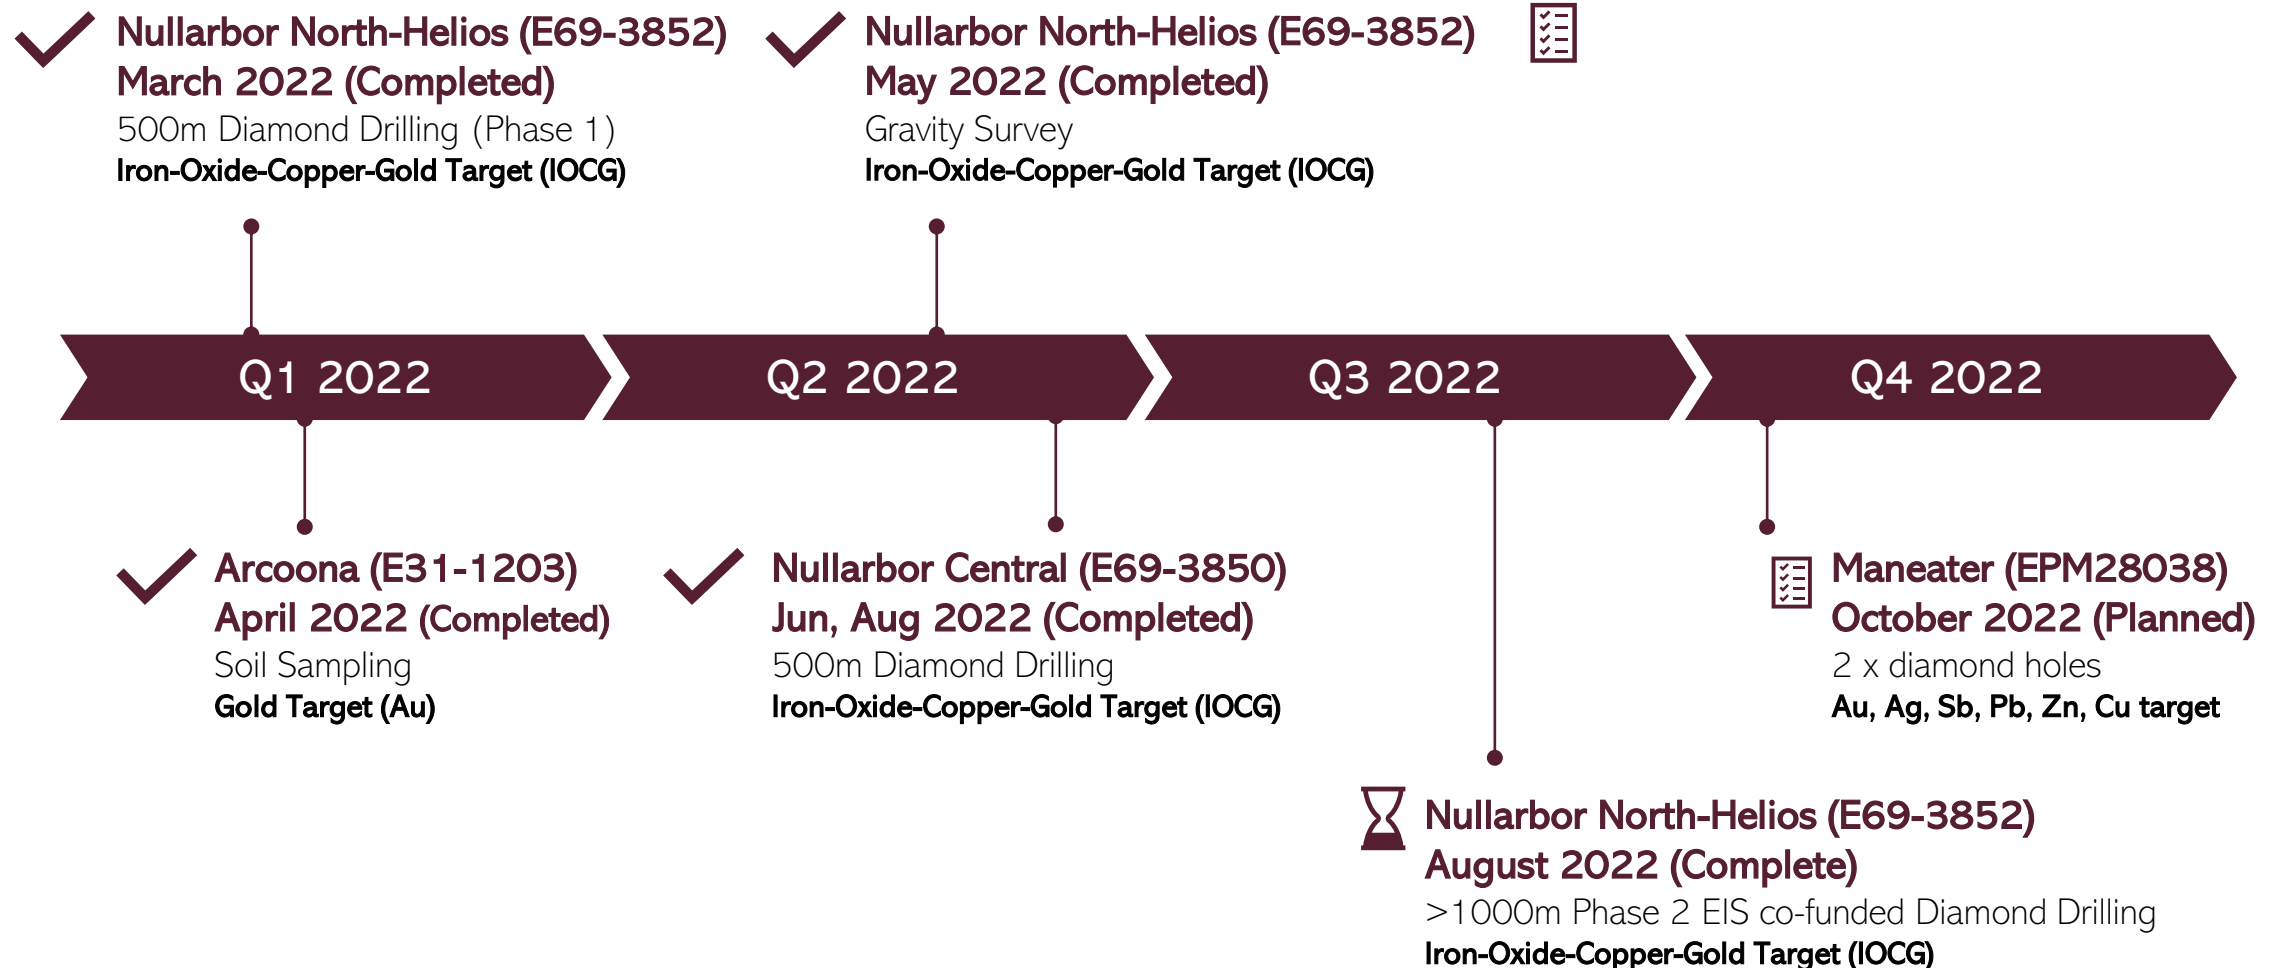 Nullarbor North-Helios (E69-3852)
March 2022 (Completed)
500m Diamond Drilling (Phase 1)
Iron-Oxide-Copper-Gold Target (IOCG)
Nullarbor North-Helios (E69-3852)
May 2022 (Completed)
Gravity Survey
Iron-Oxide-Copper-Gold Target (IOCG)
Q1 2022
Q2 2022
Q3 2022
Q4 2022
Arcoona (E31-1203)
April 2022 (Completed)
Soil Sampling
Gold Target (Au)
Nullarbor Central (E69-3850)
Jun, Aug 2022 (Completed)
500m Diamond Drilling
Iron-Oxide-Copper-Gold Target (IOCG)
Maneater (EPM28038)
October 2022 (Planned)
2 x diamond holes
Au, Ag, Sb, Pb, Zn, Cu target
Nullarbor North-Helios (E69-3852)
August 2022 (Complete)
>1000m Phase 2 EIS co-funded Diamond Drilling
Iron-Oxide-Copper-Gold Target (IOCG)